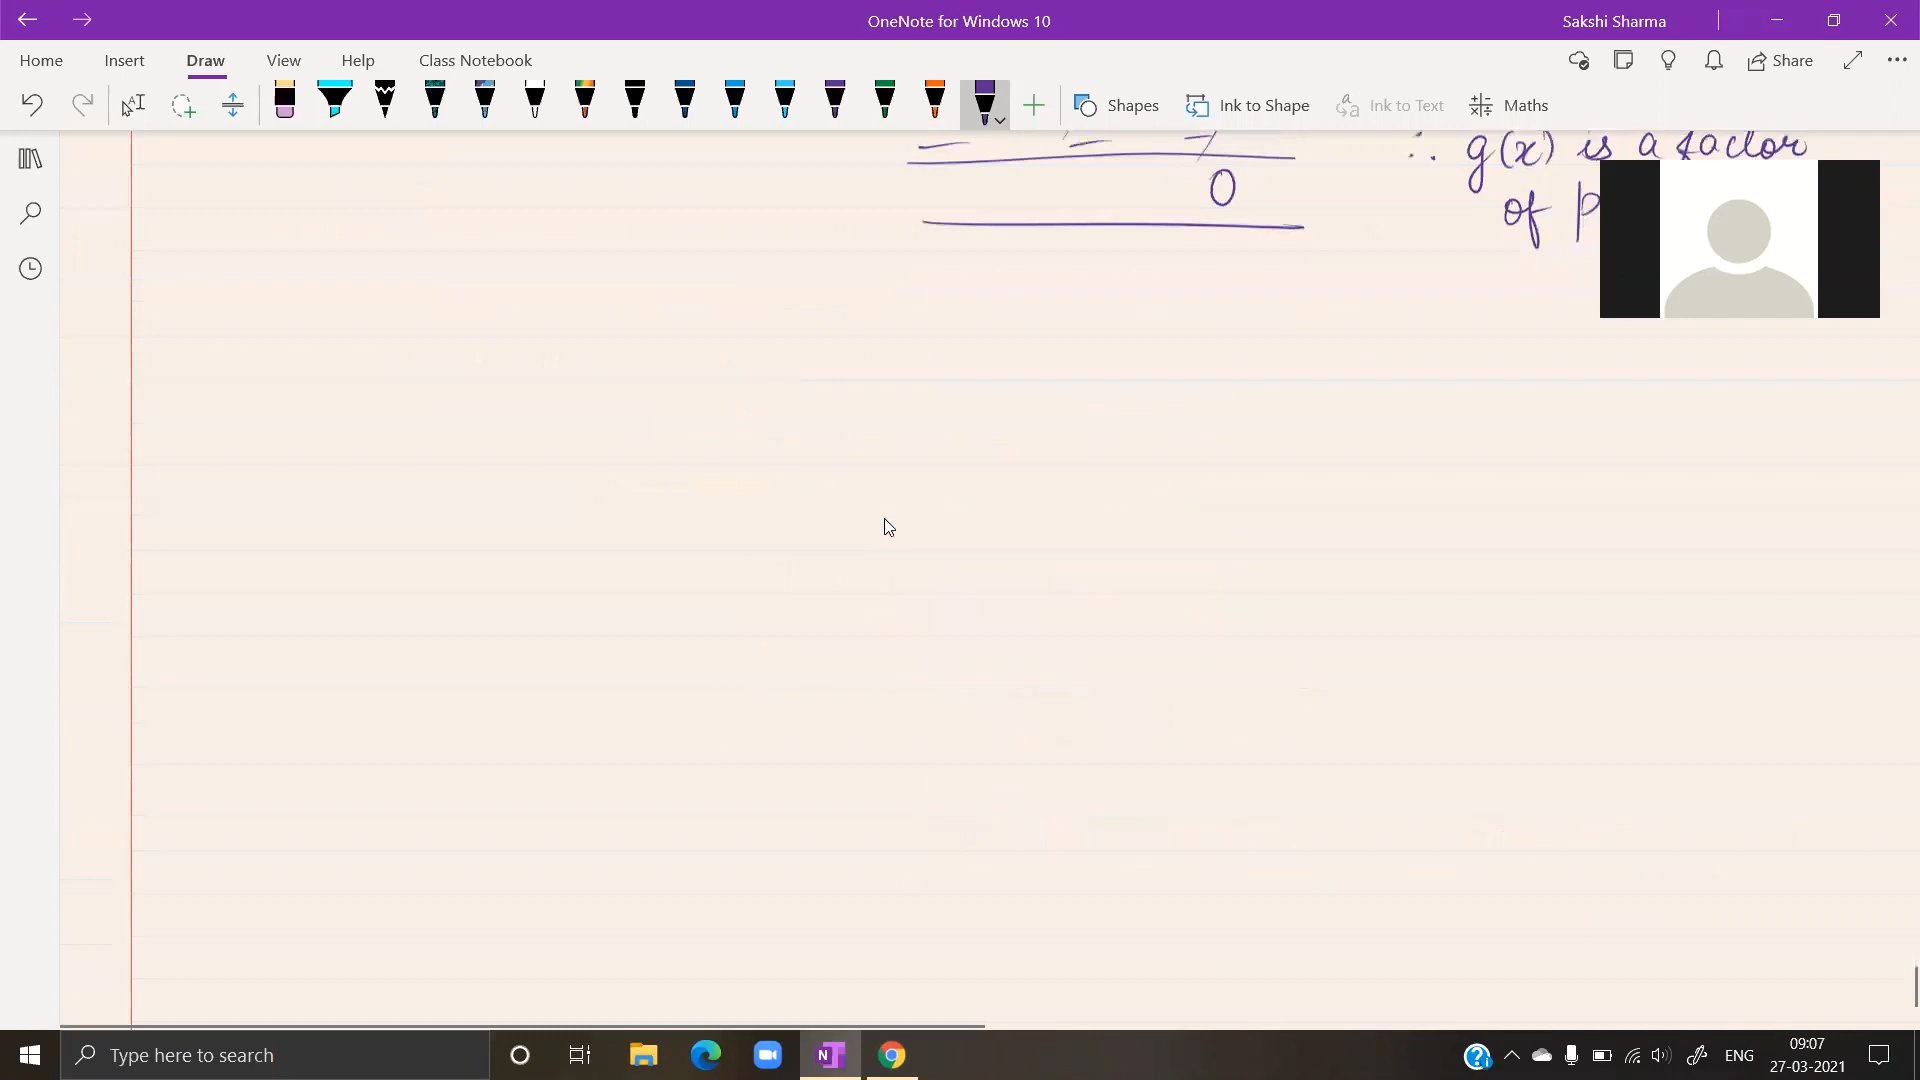 OneNote for Windows 10
Sakshi Sharma
Home Insert Draw View Help Class Notebook Share
Shapes Ink to Shape Ink to Text Maths
∴ g(x) is a factor
0
of p
Type here to search
ENG
09:07
27-03-2021